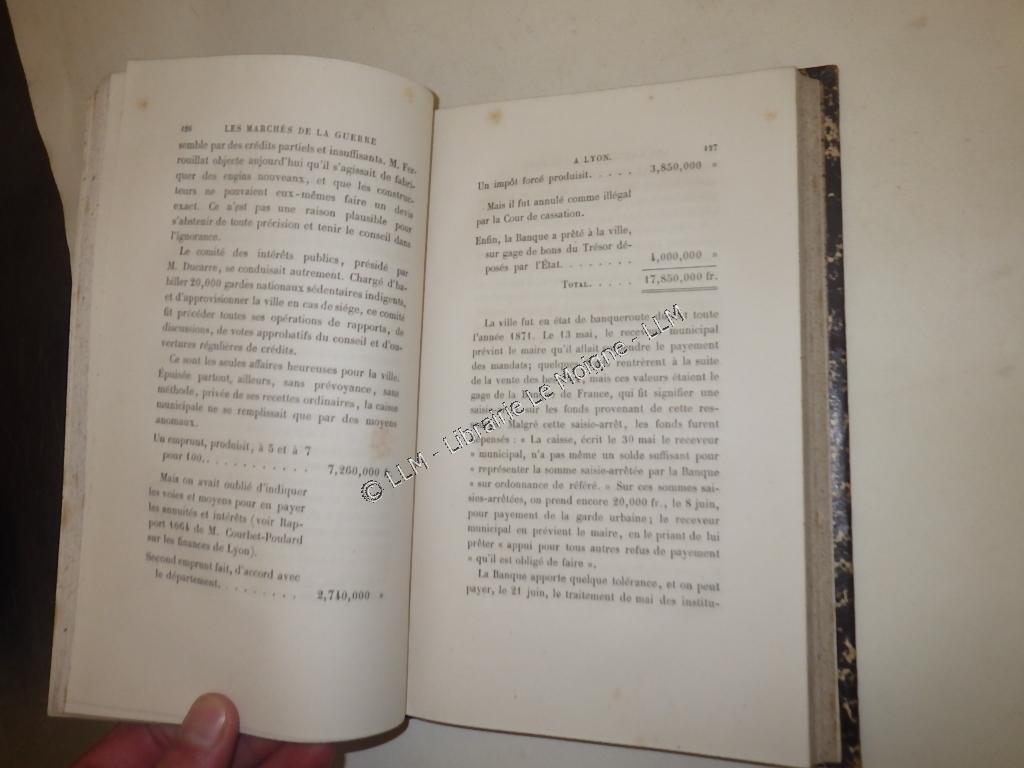 126 LES MARCHÉS DE LA GUERRE
semble par des crédits partiels et insuffisants. M. Fer-
rouillat objecte aujourd'hui qu'il s'agissait de fabri-
quer des engins nouveaux, et que les construc-
teurs ne pouvaient eux-mêmes faire un devis
exact. Ce n'est pas une raison plausible pour
s'abstenir de toute précision et tenir le conseil dans
l'ignorance.
Le comité des intérêts publics, présidé par
M. Ducarre, se conduisait autrement. Chargé d'ha-
biller 20,000 gardes nationaux sédentaires indigents,
et d'approvisionner la ville en cas de siége, ce comité
fit précéder toutes ses opérations de rapports, de
discussions, de votes approbatifs du conseil et d'ou-
vertures régulières de crédits.
Ce sont les seules affaires heureuses pour la ville.
Épuisée partout, ailleurs, sans prévoyance, sans
méthode, privée de ses recettes ordinaires, la caisse
municipale ne se remplissait que par des moyens
anomaux.
Un emprunt, produisit, à 5 et à 7
pour 100. . . . . . . . . . . . 7,260,000 »
Mais on avait oublié d'indiquer
les voies et moyens pour en payer
les annuités et intérêts (voir Rap-
port 1664 de M. Courbet-Poulard
sur les finances de Lyon).
Second emprunt fait, d'accord avec
le département. . . . . . . . . 2,740,000 »
A LYON. 127
Un impôt forcé produisit. . . . . 3,850,000 »
Mais il fut annulé comme illégal
par la Cour de cassation.
Enfin, la Banque a prêté à la ville,
sur gage de bons du Trésor dé-
posés par l'État. . . . . . . . 4,000,000 »
TOTAL. . . . . 17,850,000 fr.
La ville fut en état de banqueroute toute
l'année 1871. Le 13 mai, le receveur municipal
prévint le maire qu'il allait suspendre le payement
des mandats; quelques rentrèrent à la suite
de la vente des mais ces valeurs étaient le
gage de la Banque de France, qui fit signifier une
saisie sur les fonds provenant de cette res-
Malgré cette saisie-arrêt, les fonds furent
dépensés : « La caisse, écrit le 30 mai le receveur
» municipal, n'a pas même un solde suffisant pour
» représenter la somme saisie-arrêtée par la Banque
» sur ordonnance de référé. » Sur ces sommes sai-
sies-arrêtées, on prend encore 20,000 fr., le 8 juin,
pour payement de la garde urbaine; le receveur
municipal en prévient le maire, en le priant de lui
prêter « appui pour tous autres refus de payement
« qu'il est obligé de faire ».
La Banque apporte quelque tolérance, et on peut
payer, le 21 juin, le traitement de mai des institu-
© LLM - Librairie Le Moigne - LLM